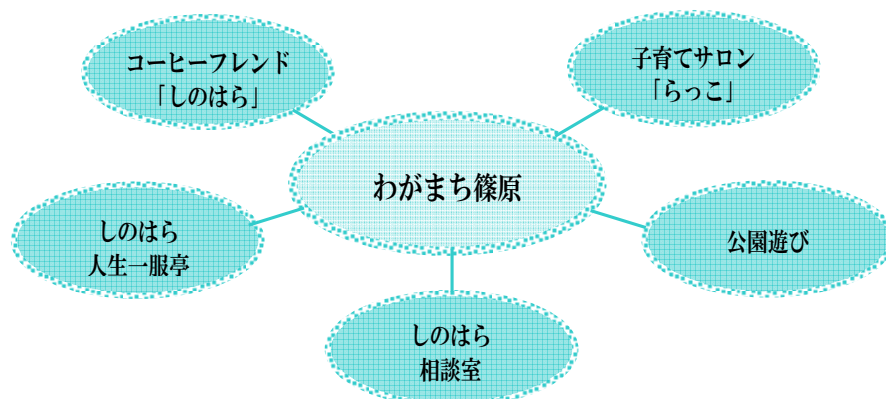 コーヒーフレンド
「しのはら」
子育てサロン
「らっこ」
わがまち篠原
しのはら
人生一服亭
公園遊び
しのはら
相談室